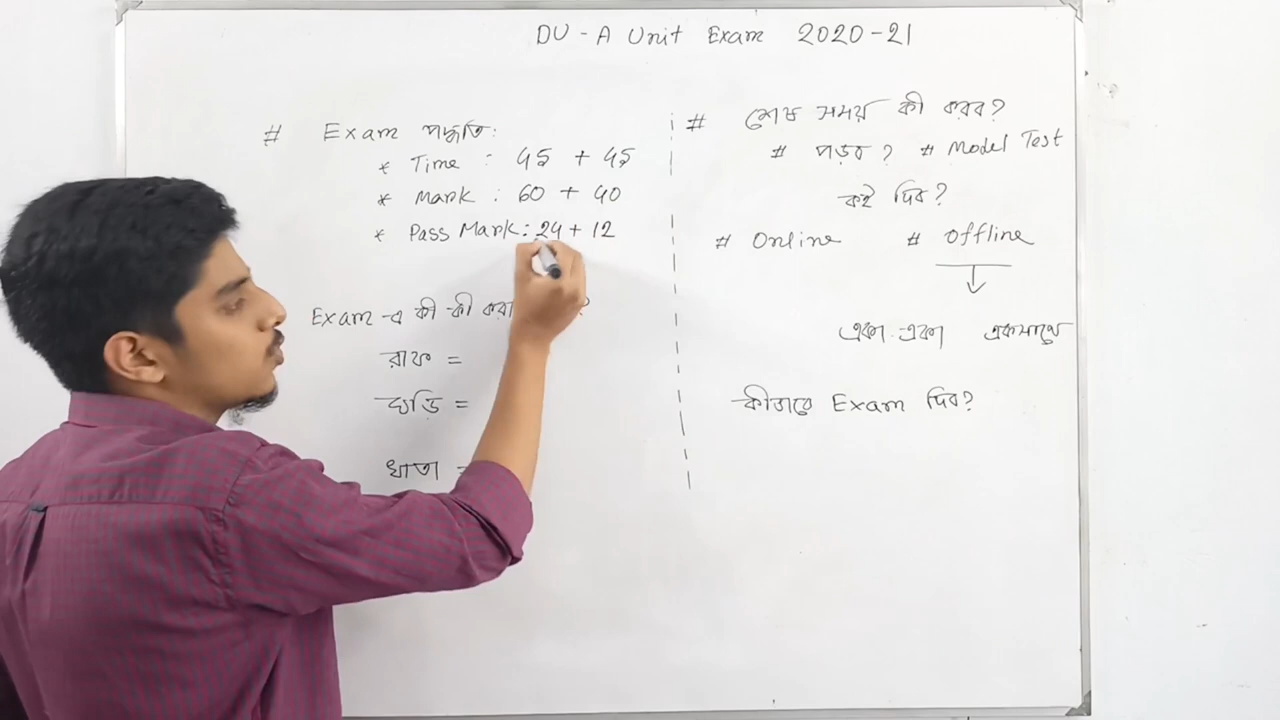 DU - A Unit Exam 2020-21
# Exam পদ্ধতি:
* Time : 45 + 45
* Mark : 60 + 40
* Pass Mark: 24 + 12
Exam-এ কী-কী করা ?
রাফ =
ঘড়ি =
খাতা =
# শেষ সময় কী করব?
# পড়ব? # Model Test
কই দিব?
# Online # Offline
একা-একা একসাথে
কীভাবে Exam দিব?